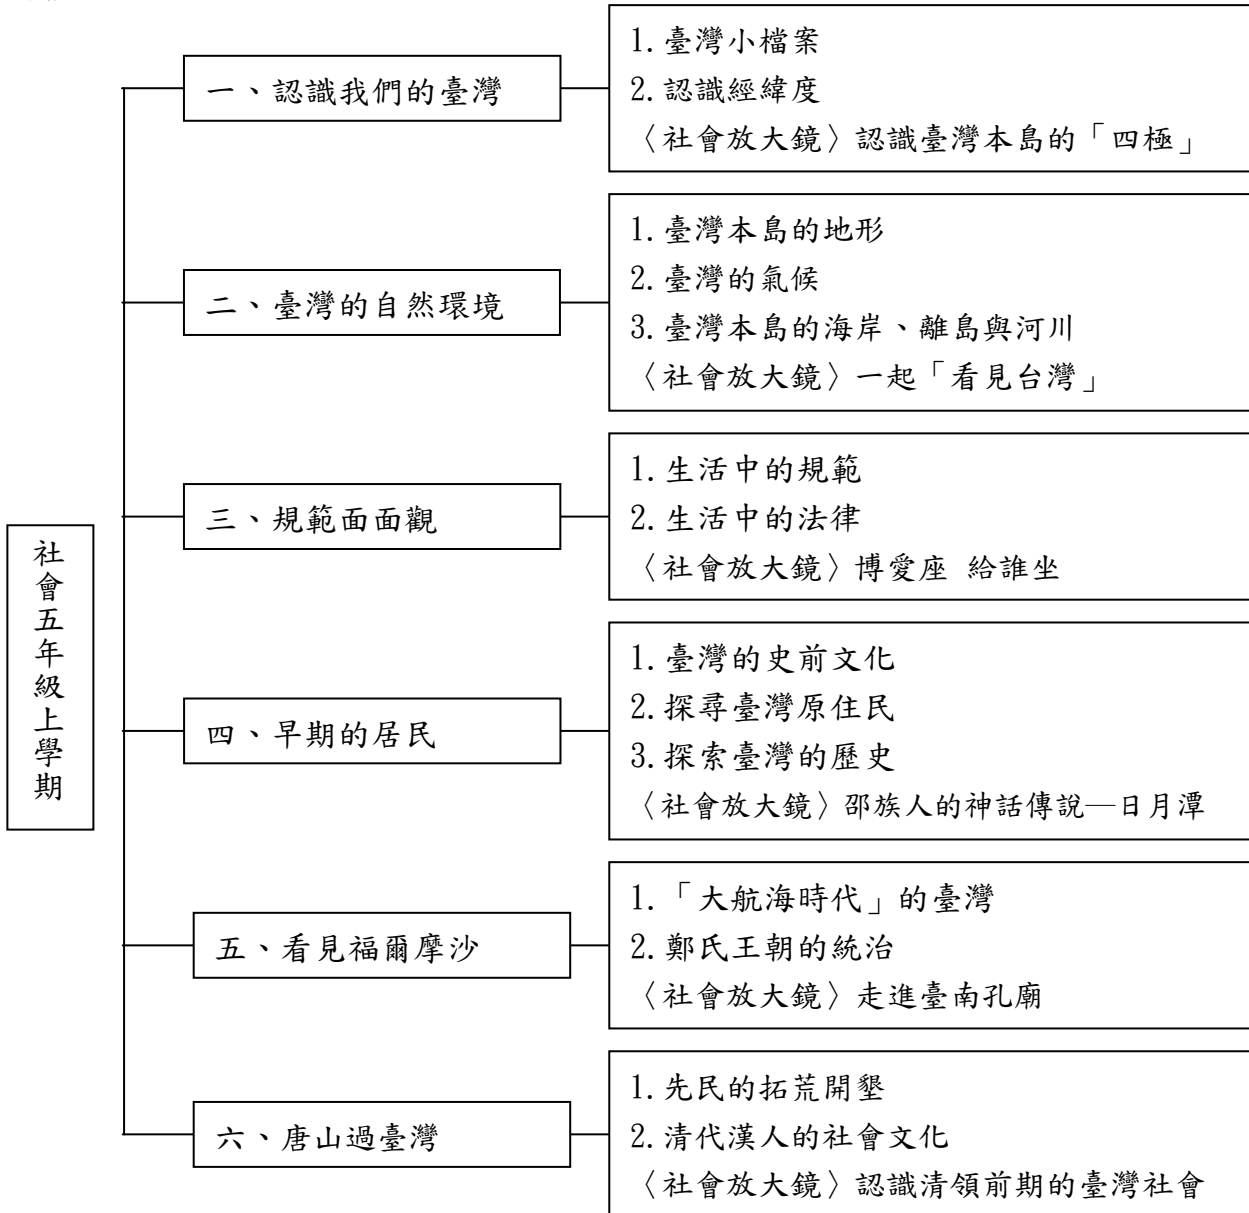 社會五年級上學期
一、認識我們的臺灣
1.臺灣小檔案
2.認識經緯度
〈社會放大鏡〉認識臺灣本島的「四極」
二、臺灣的自然環境
1.臺灣本島的地形
2.臺灣的氣候
3.臺灣本島的海岸、離島與河川
〈社會放大鏡〉一起「看見台灣」
三、規範面面觀
1.生活中的規範
2.生活中的法律
〈社會放大鏡〉博愛座 給誰坐
四、早期的居民
1.臺灣的史前文化
2.探尋臺灣原住民
3.探索臺灣的歷史
〈社會放大鏡〉邵族人的神話傳說─日月潭
五、看見福爾摩沙
1.「大航海時代」的臺灣
2.鄭氏王朝的統治
〈社會放大鏡〉走進臺南孔廟
六、唐山過臺灣
1.先民的拓荒開墾
2.清代漢人的社會文化
〈社會放大鏡〉認識清領前期的臺灣社會